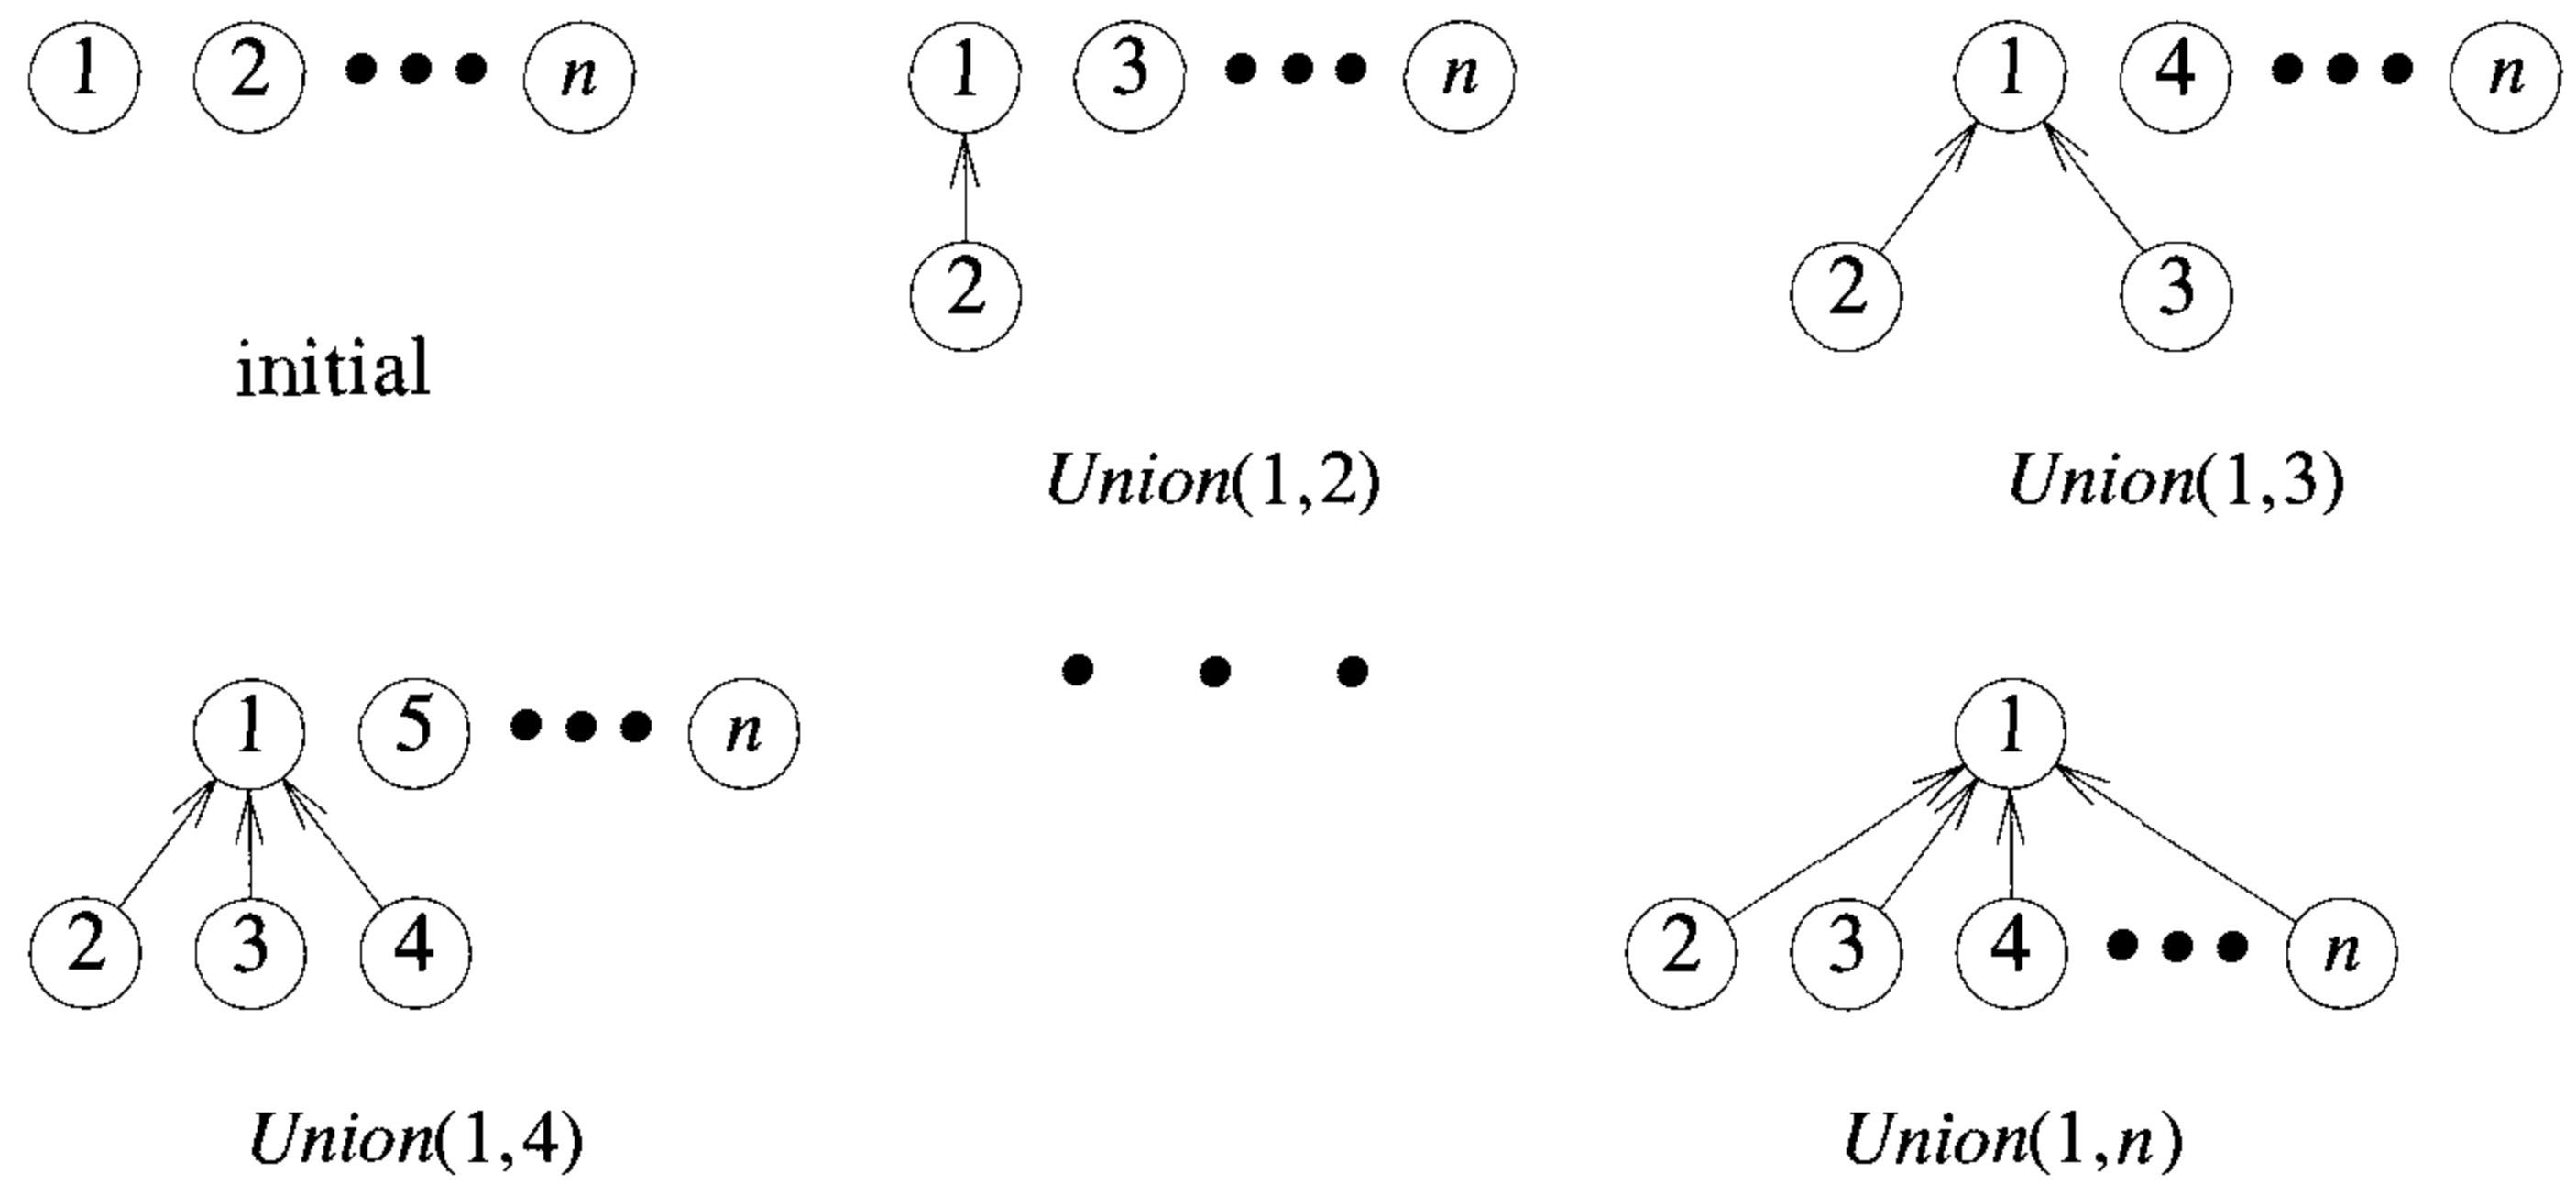 1 2 ••• n
1 3 ••• n
1 4 ••• n
2
2 3
initial
Union(1,2)
Union(1,3)
1 5 ••• n
• • •
1
2 3 4
2 3 4 ••• n
Union(1,4)
Union(1,n)